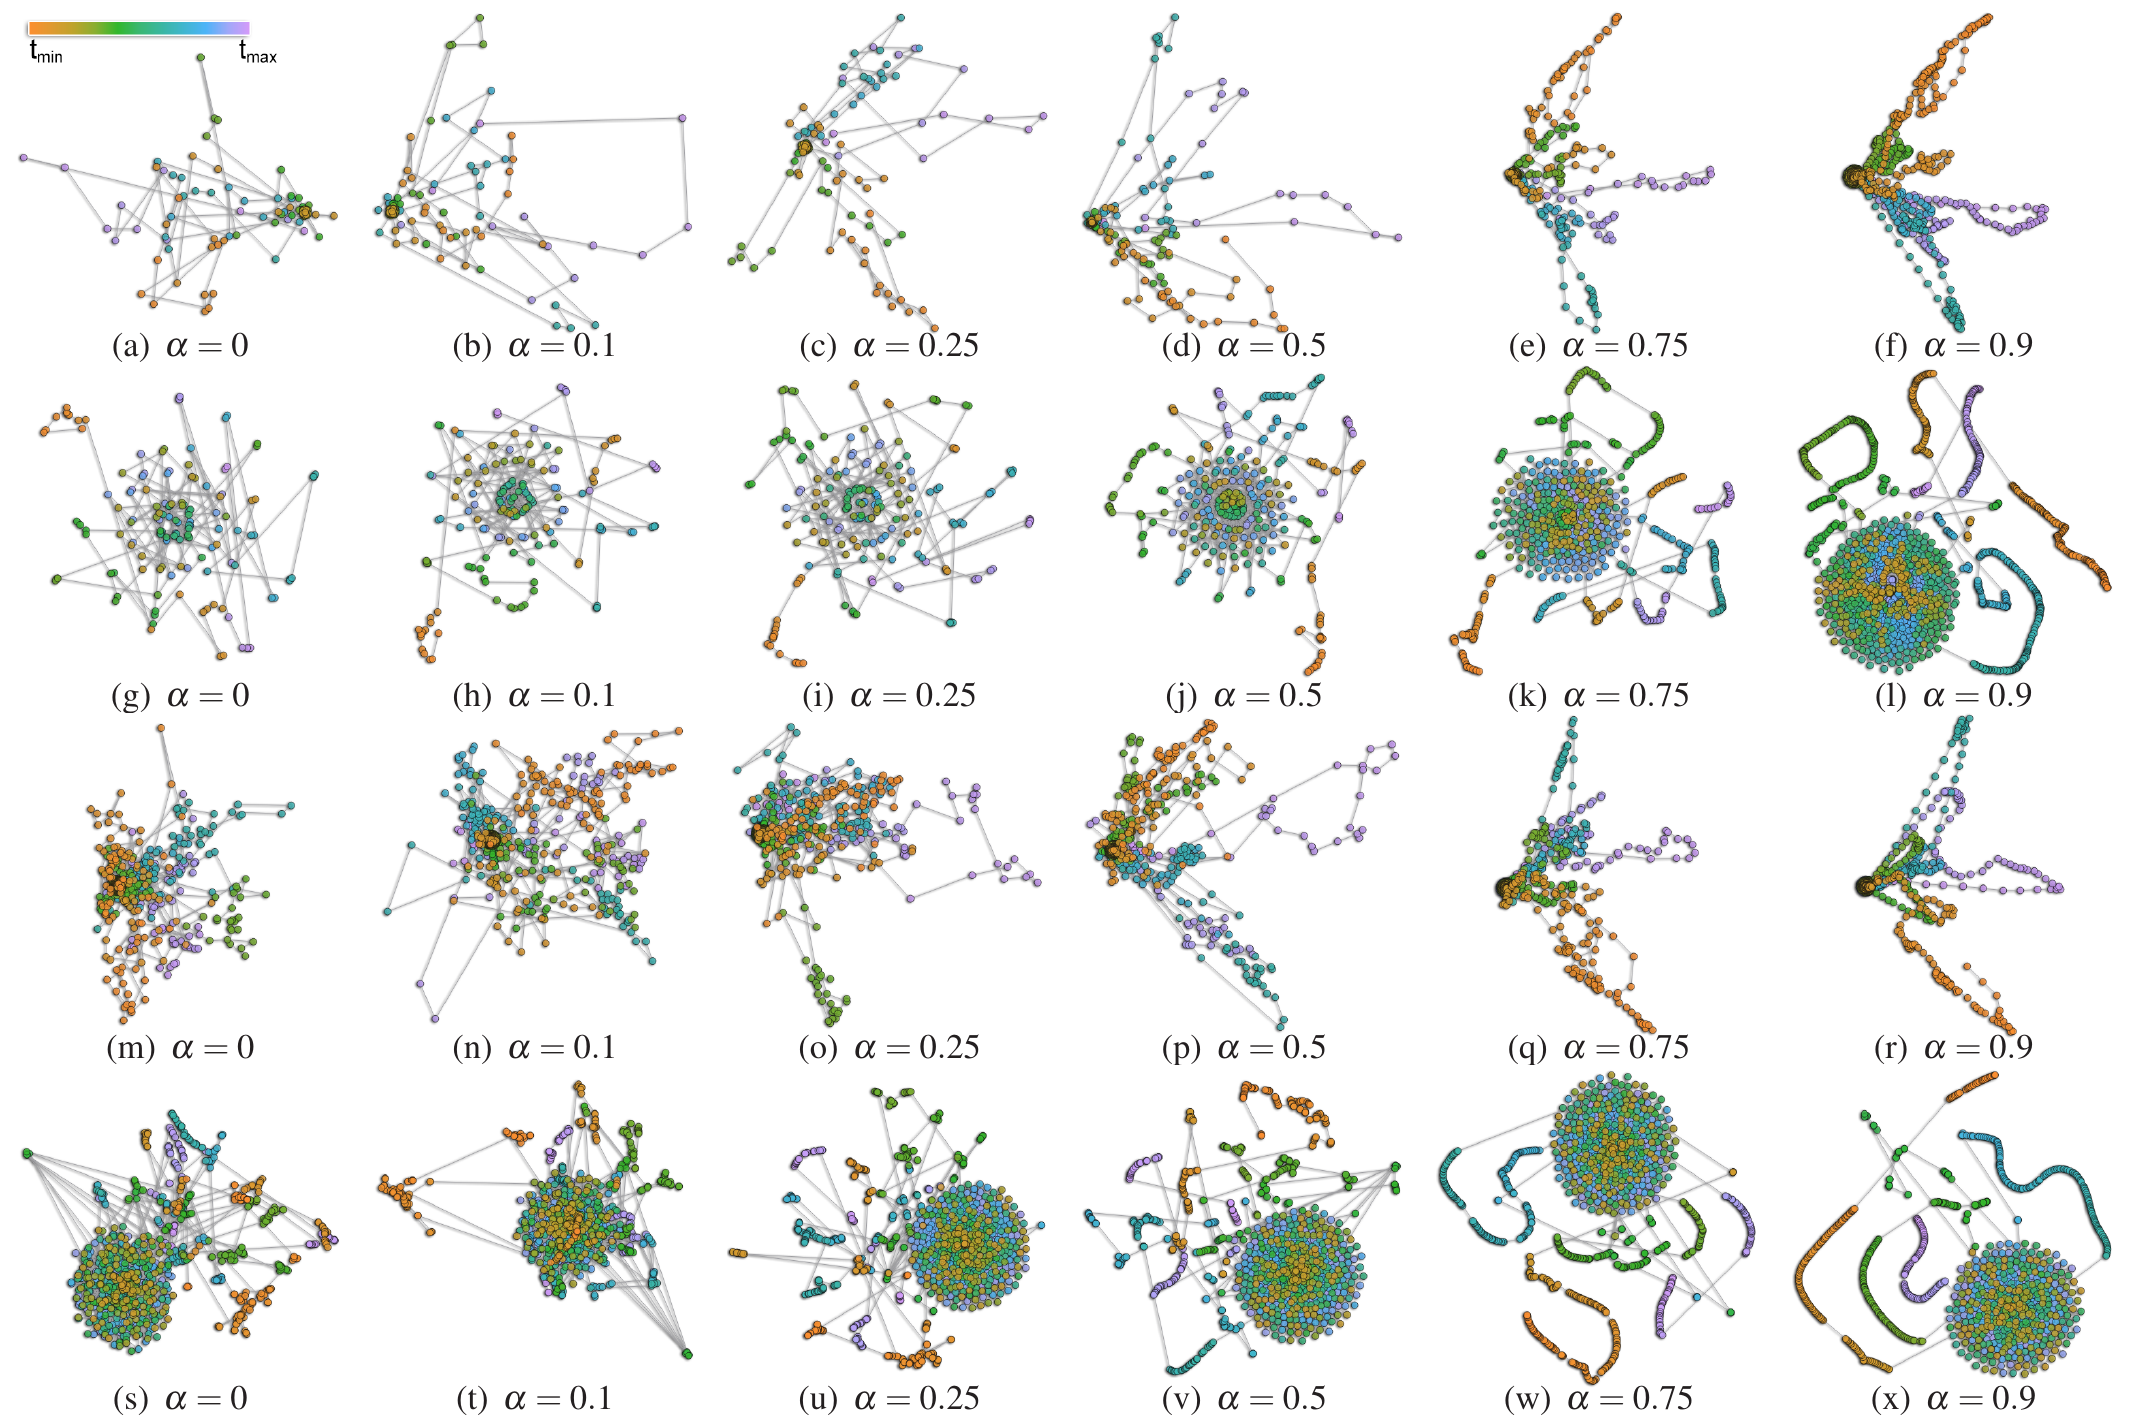 t_min t_max
(a) α = 0 (b) α = 0.1 (c) α = 0.25 (d) α = 0.5 (e) α = 0.75 (f) α = 0.9
(g) α = 0 (h) α = 0.1 (i) α = 0.25 (j) α = 0.5 (k) α = 0.75 (l) α = 0.9
(m) α = 0 (n) α = 0.1 (o) α = 0.25 (p) α = 0.5 (q) α = 0.75 (r) α = 0.9
(s) α = 0 (t) α = 0.1 (u) α = 0.25 (v) α = 0.5 (w) α = 0.75 (x) α = 0.9